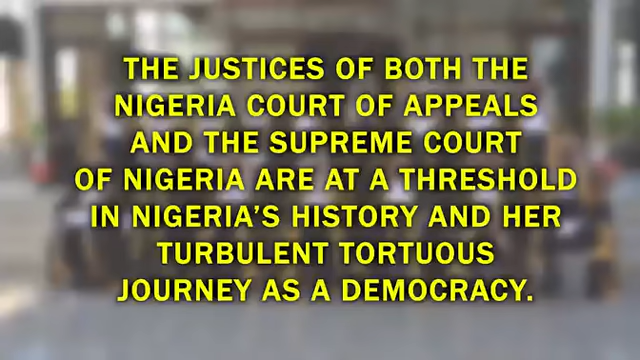 THE JUSTICES OF BOTH THE
NIGERIA COURT OF APPEALS
AND THE SUPREME COURT
OF NIGERIA ARE AT A THRESHOLD
IN NIGERIA'S HISTORY AND HER
TURBULENT TORTUOUS
JOURNEY AS A DEMOCRACY.